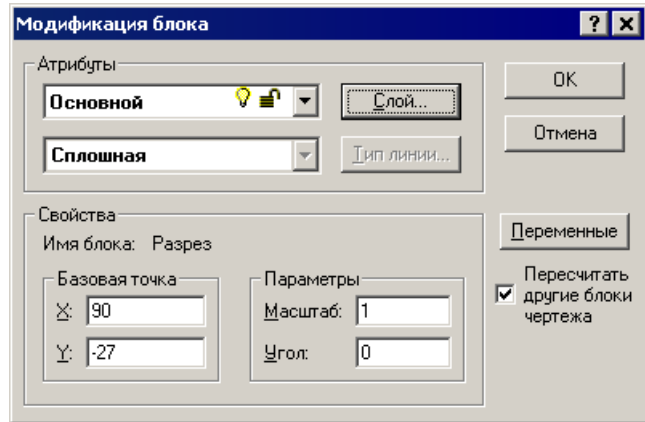 Модификация блока
Атрибуты
Основной
Слой...
Сплошная
Тип линии...
OK
Отмена
Свойства
Имя блока: Разрез
Базовая точка
X: 90
Y: -27
Параметры
Масштаб: 1
Угол: 0
Переменные
Пересчитать
другие блоки
чертежа